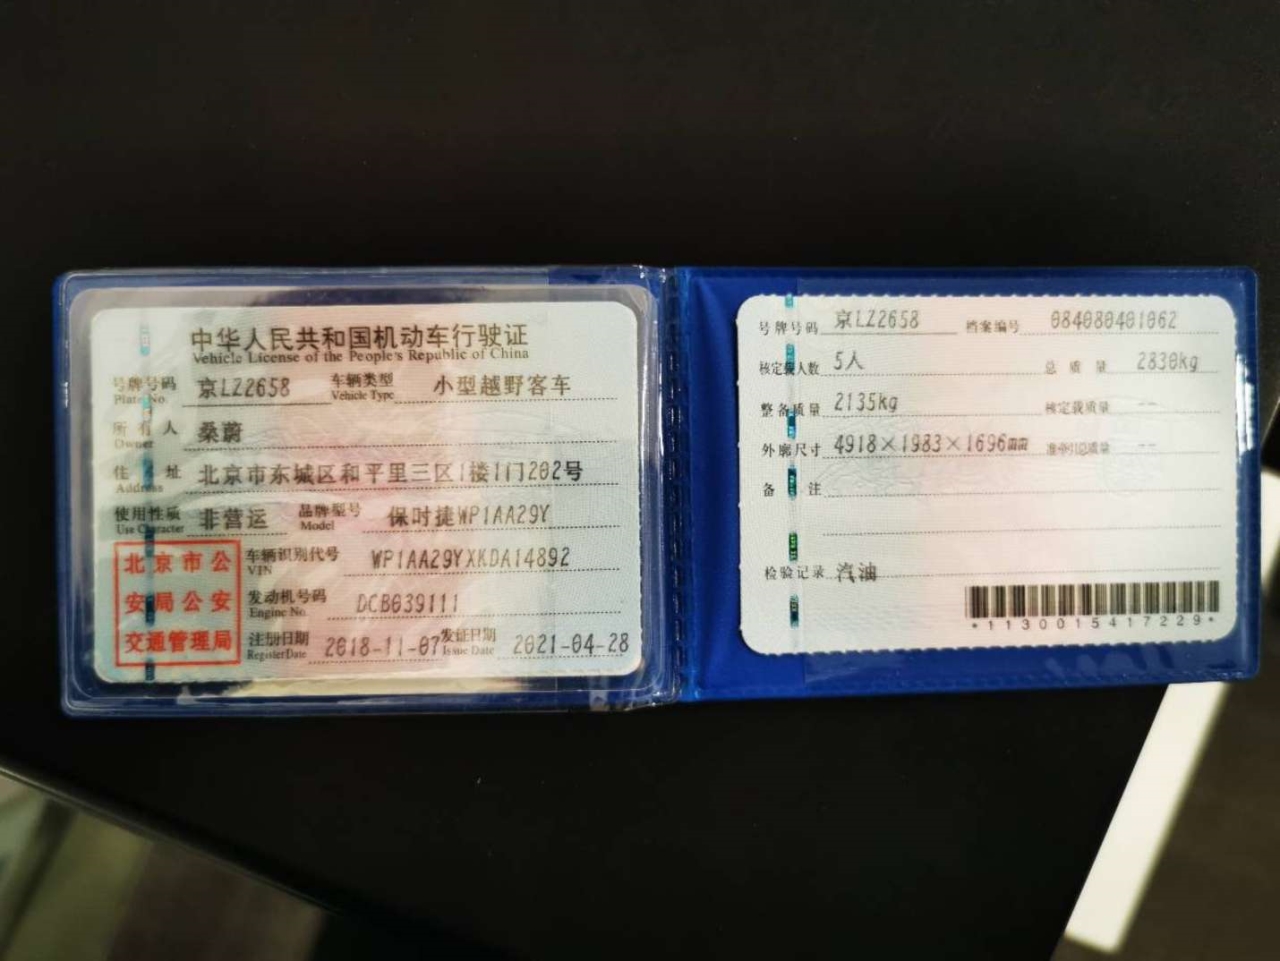 中华人民共和国机动车行驶证
Vehicle License of the People's Republic of China
号牌号码 京LZ2658 车辆类型 小型越野客车
Plate No. Vehicle Type
所有人 桑蔚
Owner
住址 北京市东城区和平里三区1楼1门202号
Address
使用性质 非营运 品牌型号 保时捷WP1AA29Y
Use Character Model
车辆识别代号 WP1AA29YXKDA14892
VIN
发动机号码 DCB039111
Engine No.
注册日期 2018-11-07 发证日期 2021-04-28
Register Date Issue Date
北京市公
安局公安
交通管理局
号牌号码 京LZ2658 档案编号 084080401062
核定载人数 5人 总质量 2830kg
整备质量 2135kg 核定载质量 --
外廓尺寸 4918×1983×1696mm 准牵引总质量 --
备注
检验记录 汽油
*1130015417229*